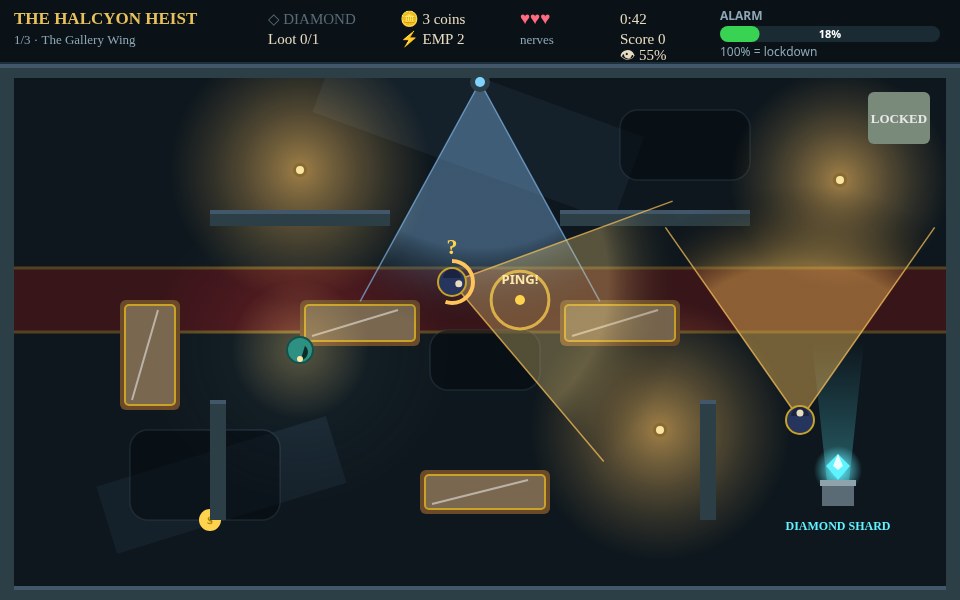 THE HALCYON HEIST
1/3 · The Gallery Wing
◇ DIAMOND
Loot 0/1
3 coins
EMP 2
♥♥♥
nerves
0:42
Score 0
55%
ALARM
18%
100% = lockdown
LOCKED
?
PING!
DIAMOND SHARD